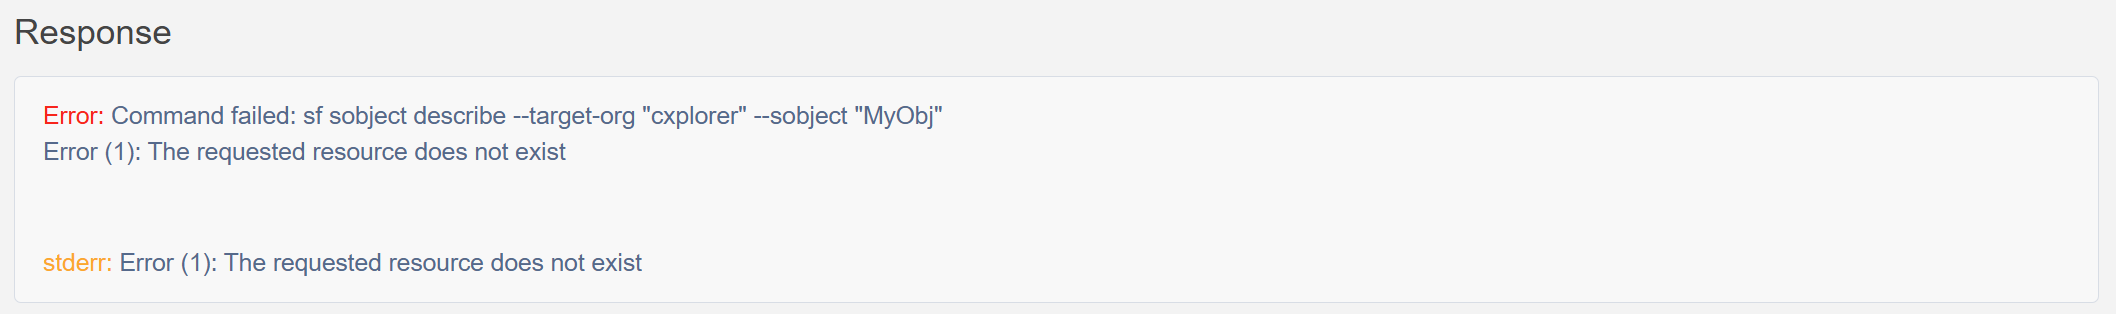 Response
Error: Command failed: sf sobject describe --target-org "cxplorer" --sobject "MyObj"
Error (1): The requested resource does not exist
stderr: Error (1): The requested resource does not exist